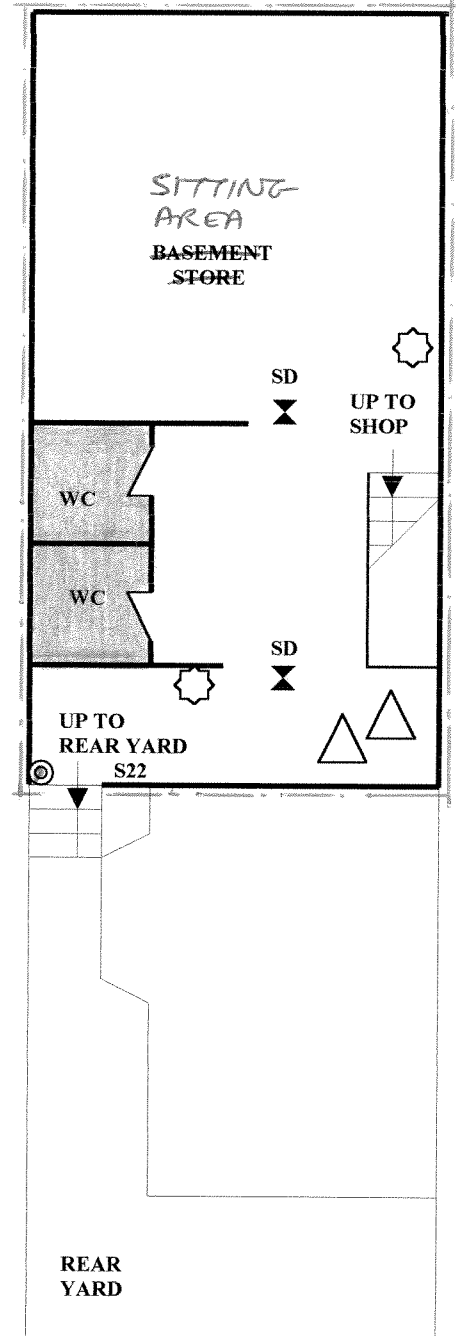 SITTING
AREA
BASEMENT
STORE
SD
UP TO
SHOP
WC
WC
SD
UP TO
REAR YARD
S22
REAR
YARD